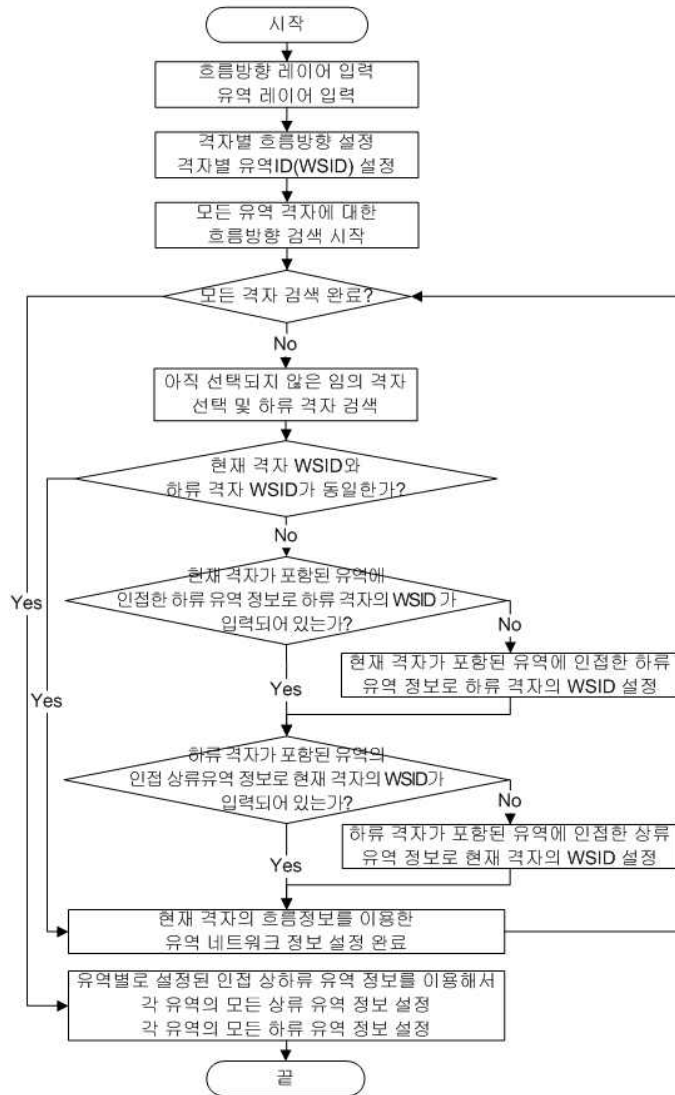 시작
흐름방향 레이어 입력
유역 레이어 입력
격자별 흐름방향 설정
격자별 유역ID(WSID) 설정
모든 유역 격자에 대한
흐름방향 검색 시작
모든 격자 검색 완료?
No
아직 선택되지 않은 임의 격자
선택 및 하류 격자 검색
현재 격자 WSID와
하류 격자 WSID가 동일한가?
No
현재 격자가 포함된 유역에
인접한 하류 유역 정보로 하류 격자의 WSID 가
입력되어 있는가?
Yes
No
현재 격자가 포함된 유역에 인접한 하류
유역 정보로 하류 격자의 WSID 설정
Yes
Yes
하류 격자가 포함된 유역의
인접 상류유역 정보로 현재 격자의 WSID가
입력되어 있는가?
No
하류 격자가 포함된 유역에 인접한 상류
유역 정보로 현재 격자의 WSID 설정
Yes
현재 격자의 흐름정보를 이용한
유역 네트워크 정보 설정 완료
유역별로 설정된 인접 상하류 유역 정보를 이용해서
각 유역의 모든 상류 유역 정보 설정
각 유역의 모든 하류 유역 정보 설정
끝